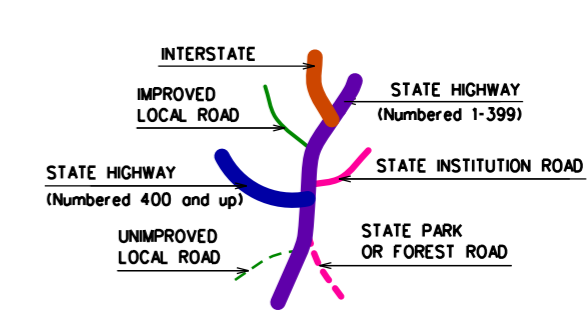 INTERSTATE
IMPROVED
LOCAL ROAD
STATE HIGHWAY
(Numbered 1-399)
STATE INSTITUTION ROAD
STATE HIGHWAY
(Numbered 400 and up)
UNIMPROVED
LOCAL ROAD
STATE PARK
OR FOREST ROAD